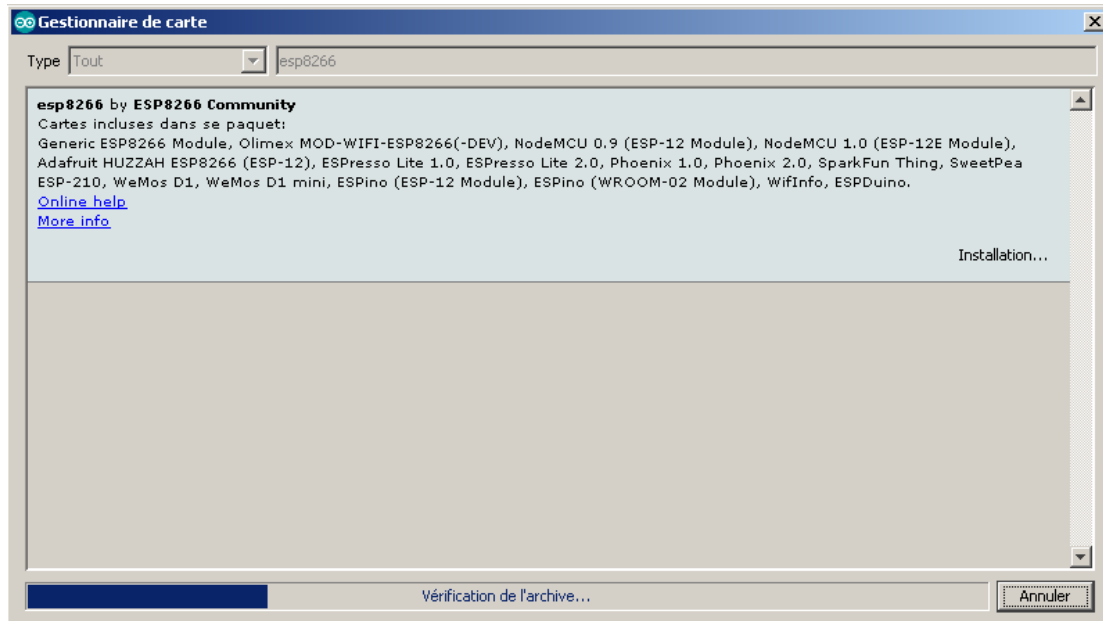 Gestionnaire de carte
Type Tout esp8266
esp8266 by ESP8266 Community
Cartes incluses dans se paquet:
Generic ESP8266 Module, Olimex MOD-WIFI-ESP8266(-DEV), NodeMCU 0.9 (ESP-12 Module), NodeMCU 1.0 (ESP-12E Module),
Adafruit HUZZAH ESP8266 (ESP-12), ESPresso Lite 1.0, ESPresso Lite 2.0, Phoenix 1.0, Phoenix 2.0, SparkFun Thing, SweetPea
ESP-210, WeMos D1, WeMos D1 mini, ESPino (ESP-12 Module), ESPino (WROOM-02 Module), WifInfo, ESPDuino.
Online help
More info
Installation...
Vérification de l'archive... Annuler